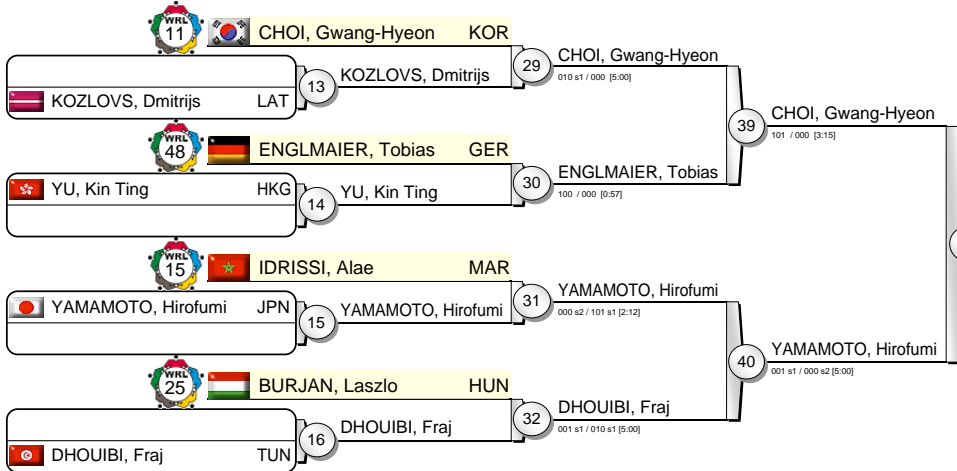 WRL
11
CHOI, Gwang-Hyeon KOR
29
CHOI, Gwang-Hyeon
010 s1 / 000 [5:00]
13
KOZLOVS, Dmitrijs
KOZLOVS, Dmitrijs LAT
39
CHOI, Gwang-Hyeon
101 / 000 [3:15]
WRL
48
ENGLMAIER, Tobias GER
30
ENGLMAIER, Tobias
100 / 000 [0:57]
YU, Kin Ting HKG
14
YU, Kin Ting
WRL
15
IDRISSI, Alae MAR
31
YAMAMOTO, Hirofumi
000 s2 / 101 s1 [2:12]
YAMAMOTO, Hirofumi JPN
15
YAMAMOTO, Hirofumi
40
YAMAMOTO, Hirofumi
001 s1 / 000 s2 [5:00]
WRL
25
BURJAN, Laszlo HUN
32
DHOUIBI, Fraj
001 s1 / 010 s1 [5:00]
16
DHOUIBI, Fraj
DHOUIBI, Fraj TUN